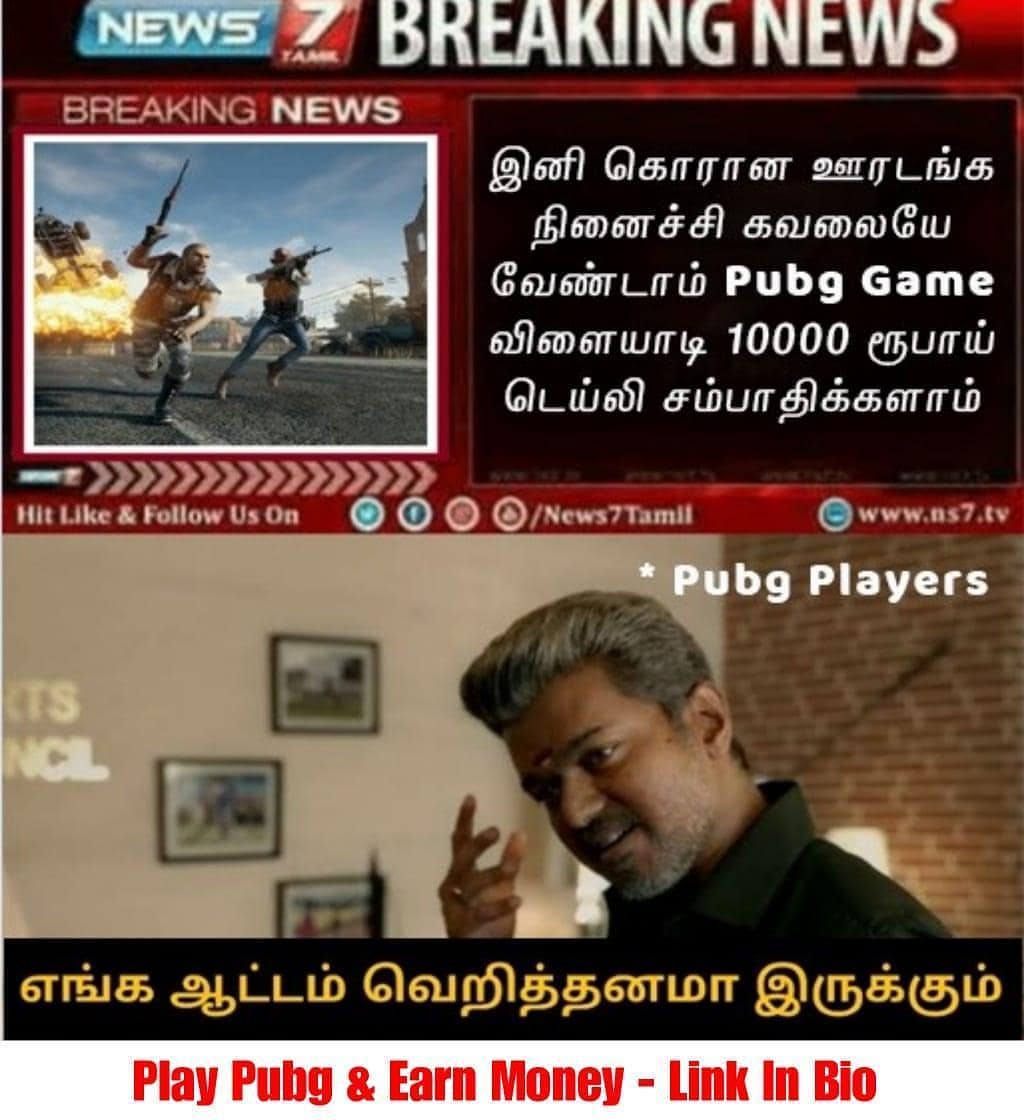 NEWS 7
TAMIL
BREAKING NEWS
BREAKING NEWS
இனி கொரான ஊரடங்க
நினைச்சி கவலையே
வேண்டாம் Pubg Game
விளையாடி 10000 ரூபாய்
டெய்லி சம்பாதிக்களாம்
Hit Like & Follow Us On
/News7Tamil
www.ns7.tv
* Pubg Players
RTS
NCIL
எங்க ஆட்டம் வெறித்தனமா இருக்கும்
Play Pubg & Earn Money - Link In Bio